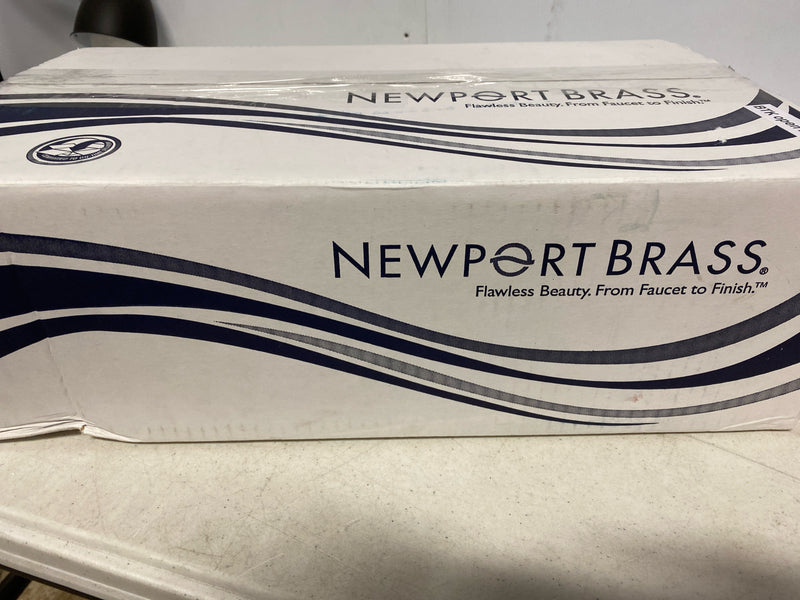 NEWPORT BRASS®
Flawless Beauty. From Faucet to Finish.™
NEWPORT BRASS®
Flawless Beauty. From Faucet to Finish.™